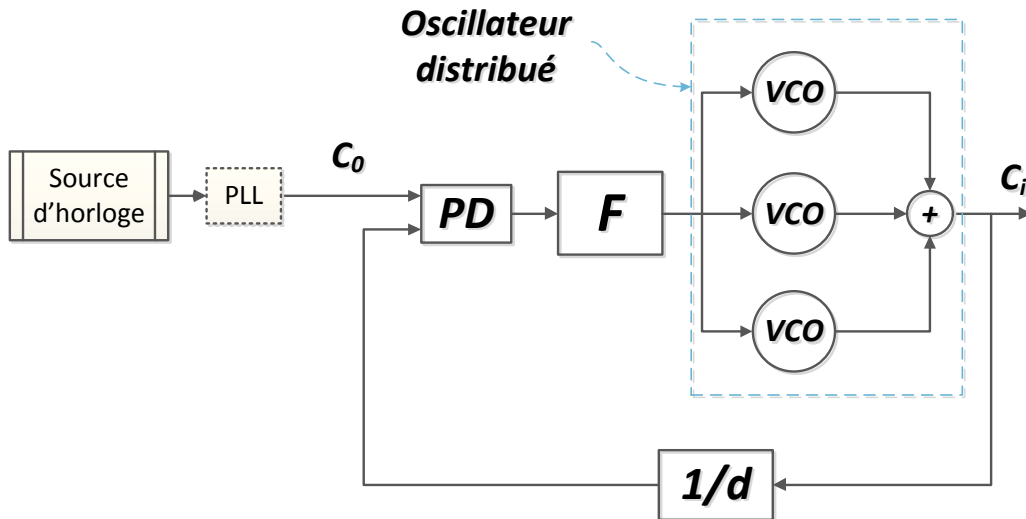 Oscillateur
distribué
VCO
Source
d'horloge
PLL
C0
PD
F
VCO
+
Ci
VCO
1/d